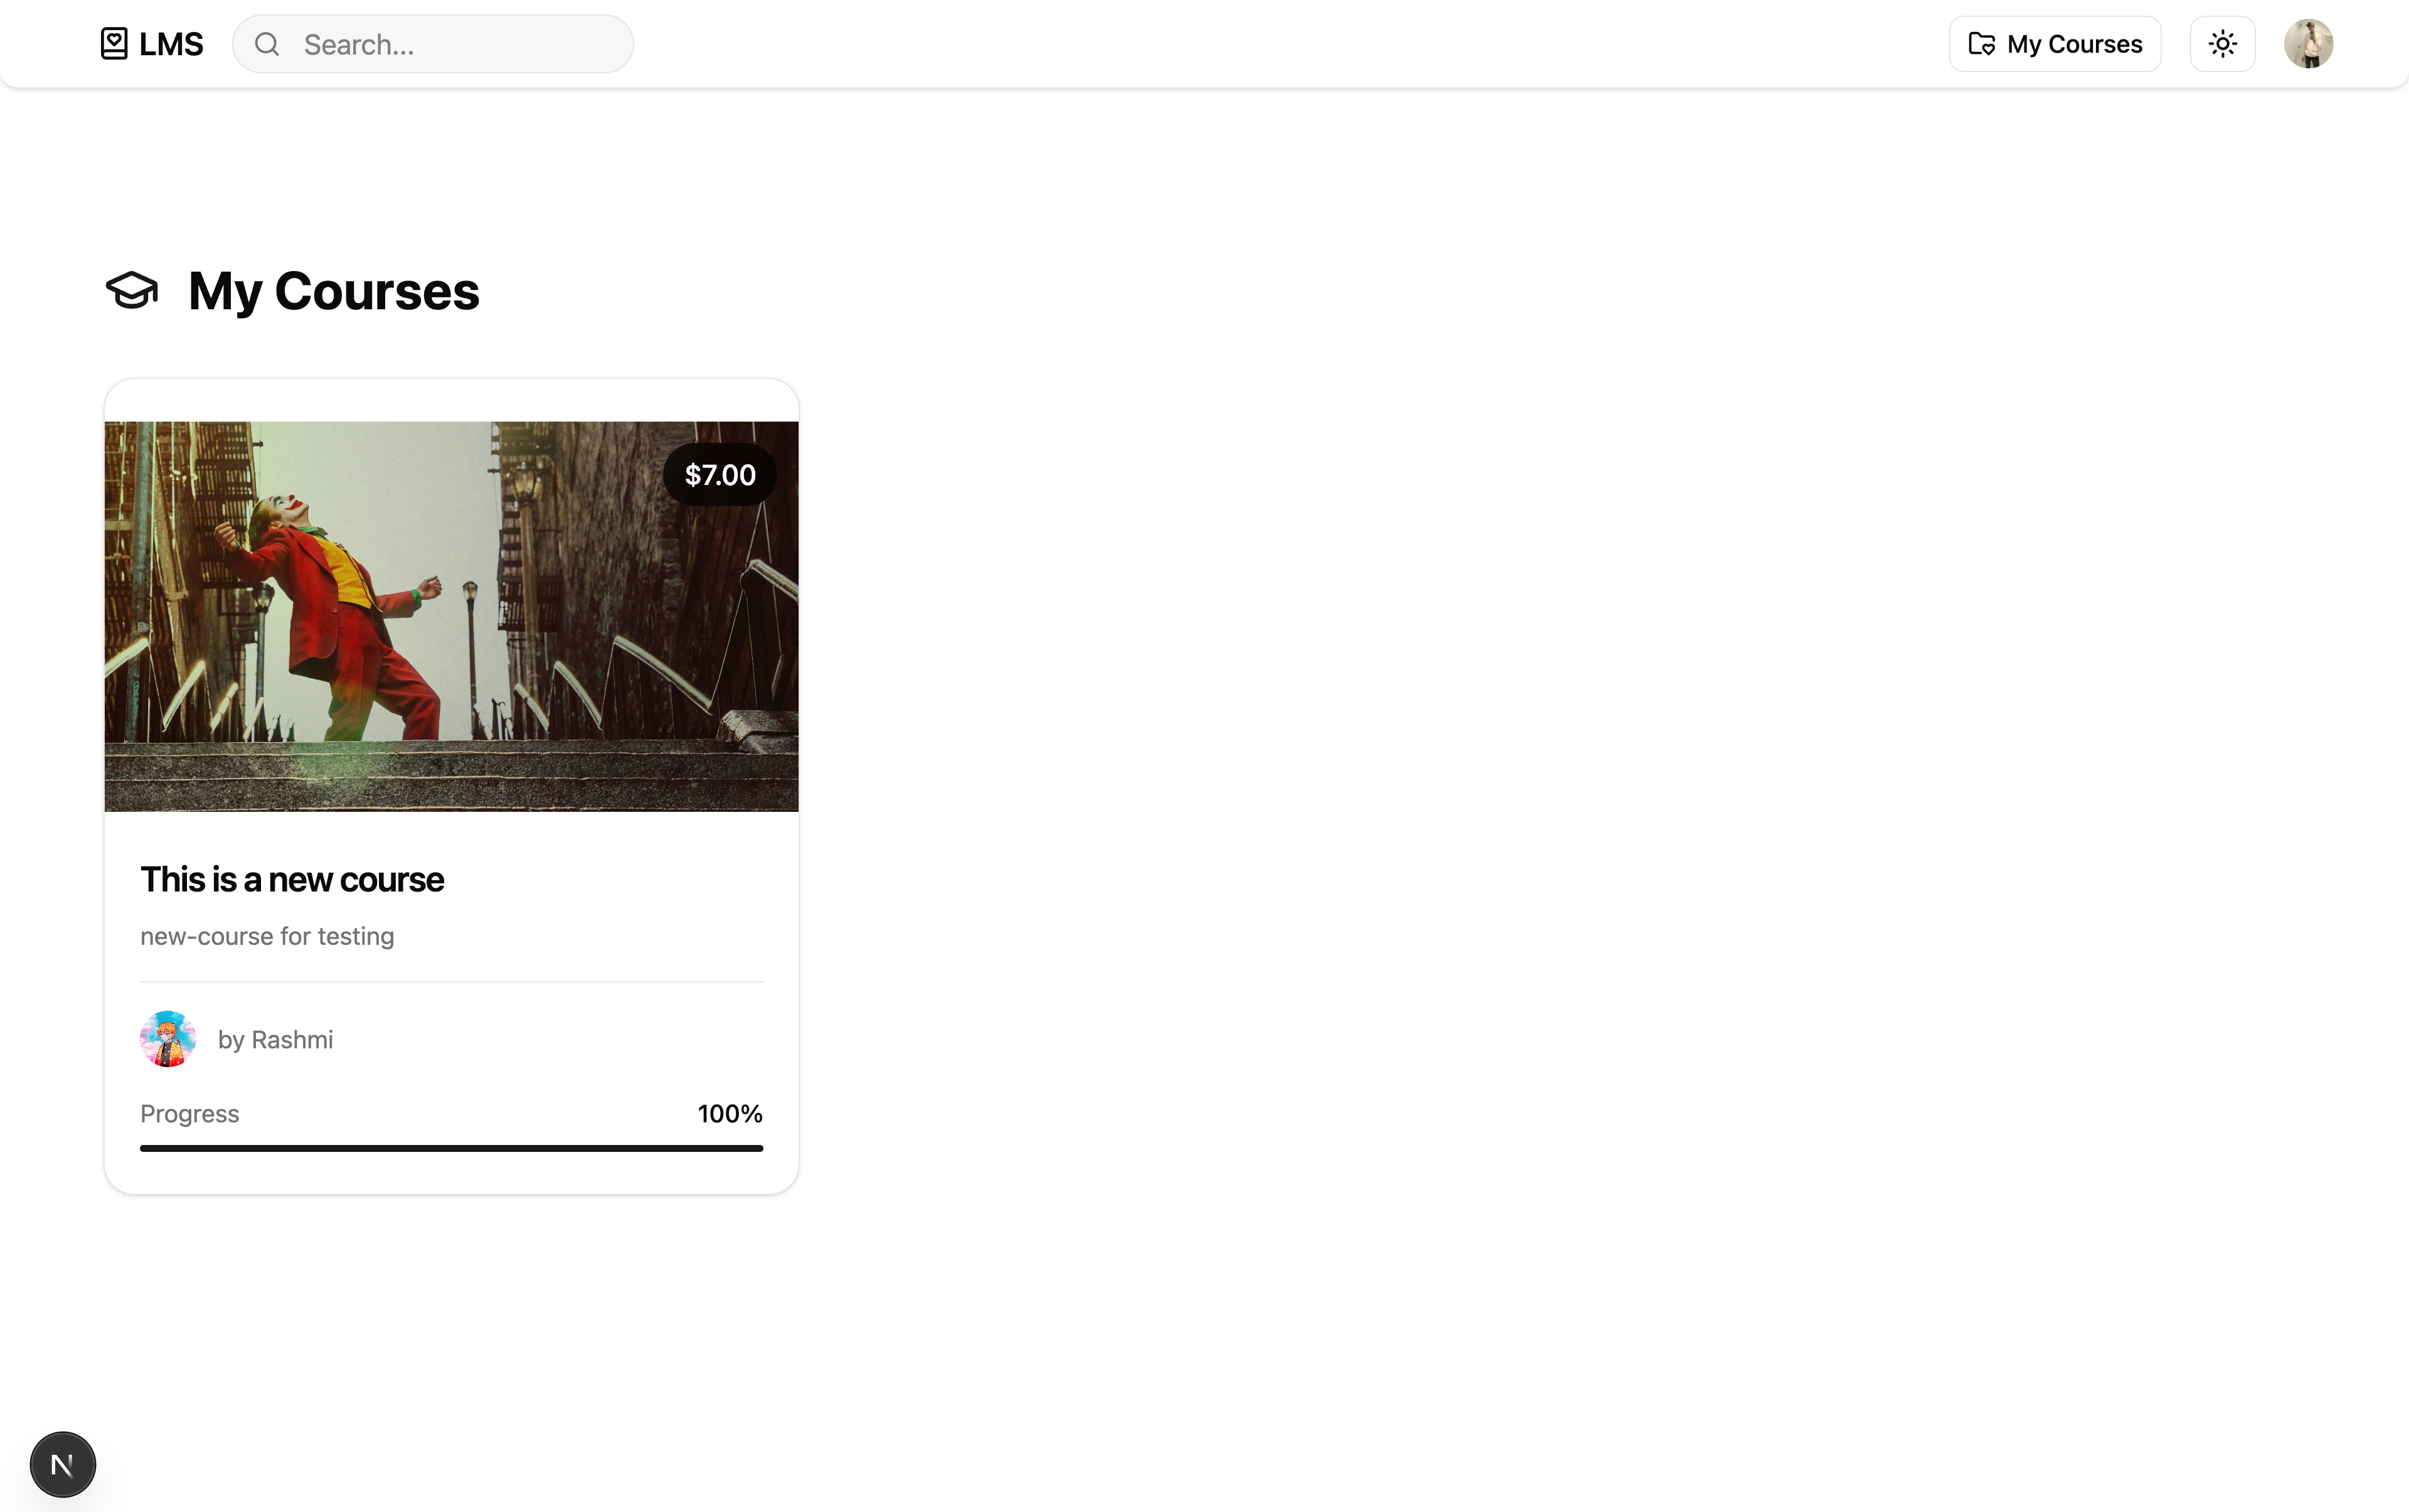 LMS
Search...
My Courses
My Courses
$7.00
This is a new course
new-course for testing
by Rashmi
Progress
100%
N